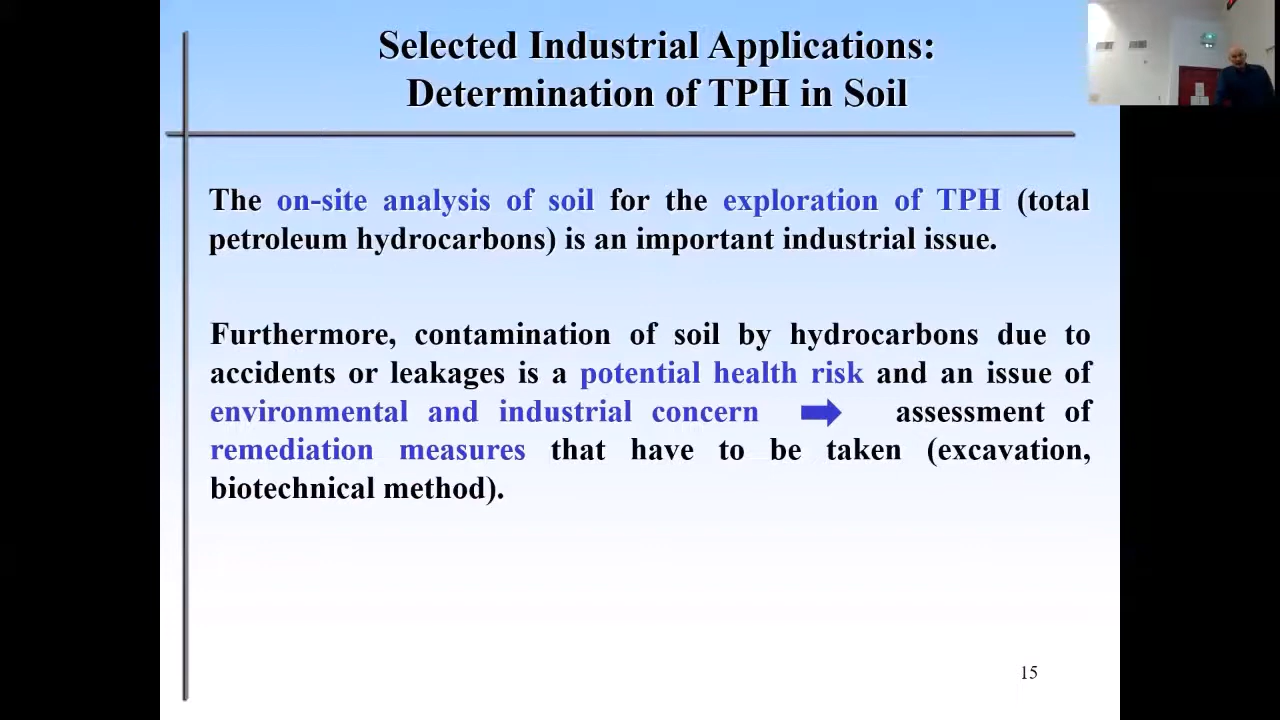 Selected Industrial Applications:
Determination of TPH in Soil
The on-site analysis of soil for the exploration of TPH (total
petroleum hydrocarbons) is an important industrial issue.
Furthermore, contamination of soil by hydrocarbons due to
accidents or leakages is a potential health risk and an issue of
environmental and industrial concern assessment of
remediation measures that have to be taken (excavation,
biotechnical method).
15